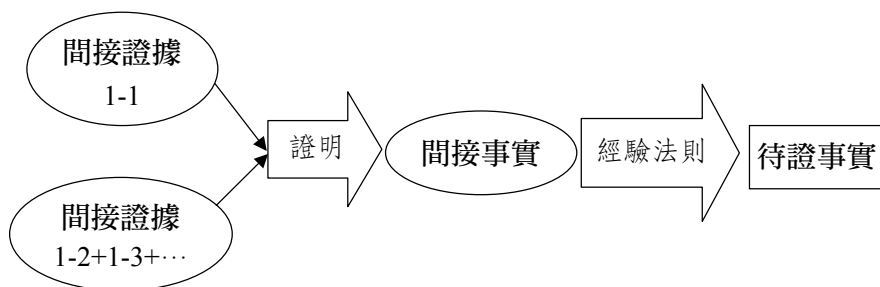 間接證據
1-1
證明
間接事實
經驗法則
待證事實
間接證據
1-2+1-3+⋯